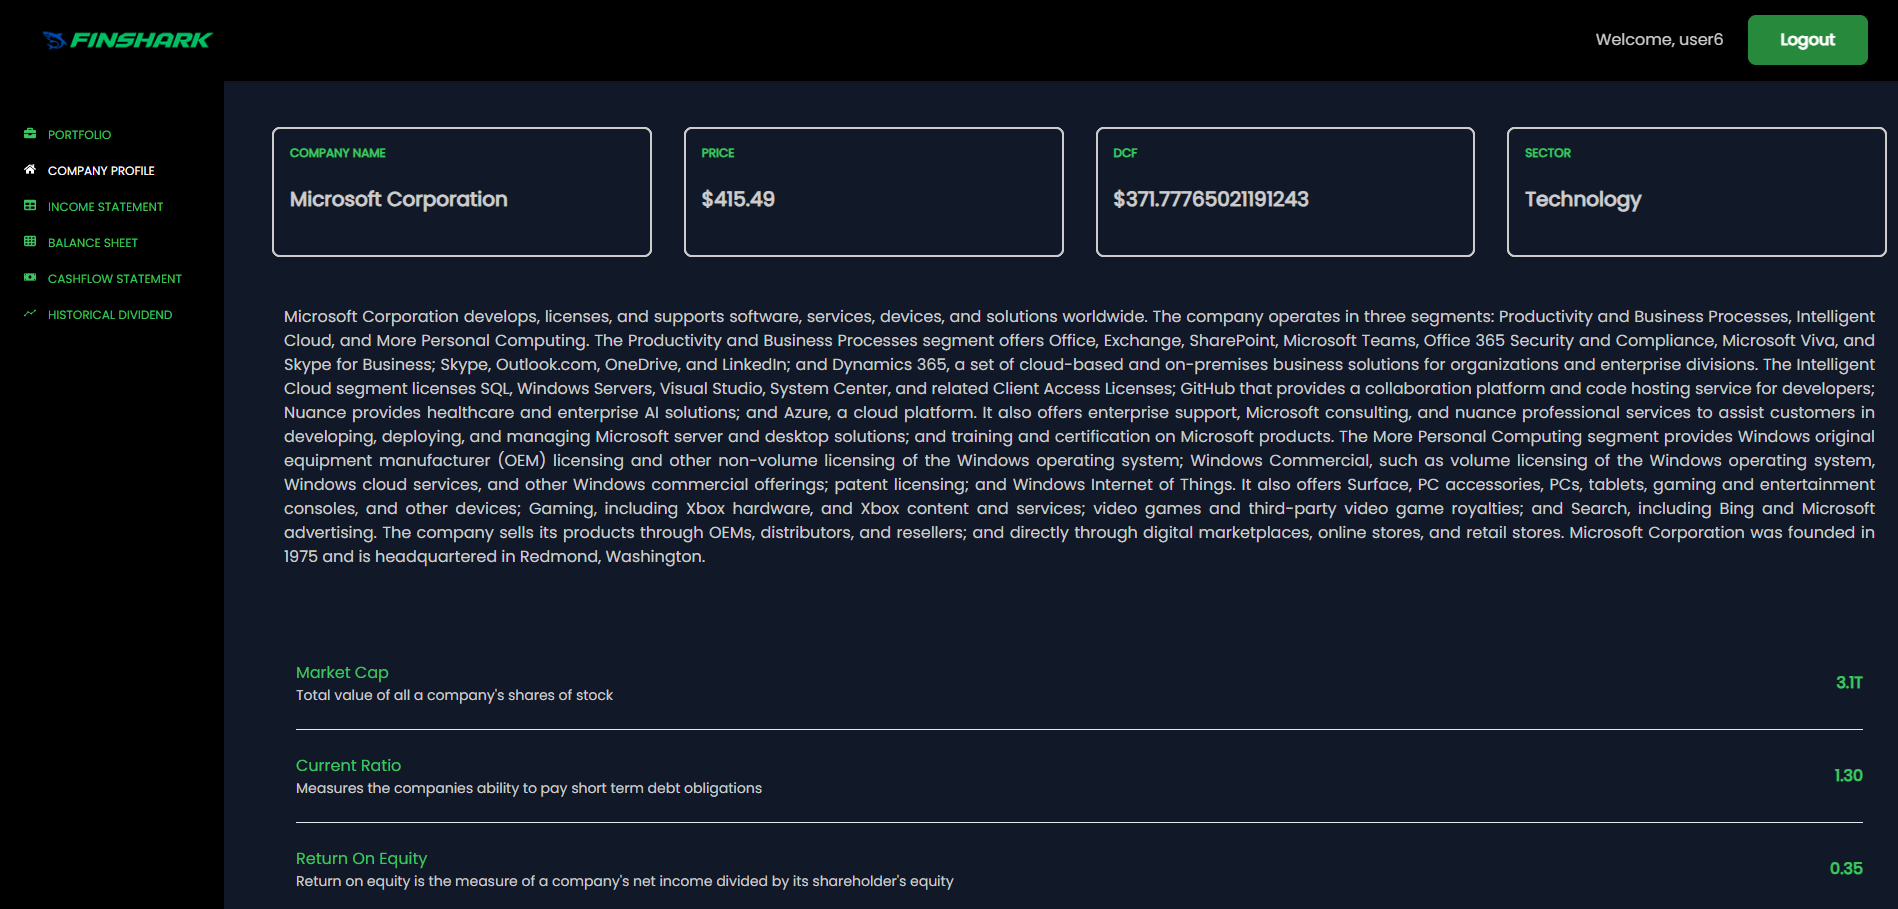 FINSHARK
Welcome, user6
Logout
PORTFOLIO
COMPANY PROFILE
INCOME STATEMENT
BALANCE SHEET
CASHFLOW STATEMENT
HISTORICAL DIVIDEND
COMPANY NAME
Microsoft Corporation
PRICE
$415.49
DCF
$371.77765021191243
SECTOR
Technology
Microsoft Corporation develops, licenses, and supports software, services, devices, and solutions worldwide. The company operates in three segments: Productivity and Business Processes, Intelligent
Cloud, and More Personal Computing. The Productivity and Business Processes segment offers Office, Exchange, SharePoint, Microsoft Teams, Office 365 Security and Compliance, Microsoft Viva, and
Skype for Business; Skype, Outlook.com, OneDrive, and LinkedIn; and Dynamics 365, a set of cloud-based and on-premises business solutions for organizations and enterprise divisions. The Intelligent
Cloud segment licenses SQL, Windows Servers, Visual Studio, System Center, and related Client Access Licenses; GitHub that provides a collaboration platform and code hosting service for developers;
Nuance provides healthcare and enterprise AI solutions; and Azure, a cloud platform. It also offers enterprise support, Microsoft consulting, and nuance professional services to assist customers in
developing, deploying, and managing Microsoft server and desktop solutions; and training and certification on Microsoft products. The More Personal Computing segment provides Windows original
equipment manufacturer (OEM) licensing and other non-volume licensing of the Windows operating system; Windows Commercial, such as volume licensing of the Windows operating system,
Windows cloud services, and other Windows commercial offerings; patent licensing; and Windows Internet of Things. It also offers Surface, PC accessories, PCs, tablets, gaming and entertainment
consoles, and other devices; Gaming, including Xbox hardware, and Xbox content and services; video games and third-party video game royalties; and Search, including Bing and Microsoft
advertising. The company sells its products through OEMs, distributors, and resellers; and directly through digital marketplaces, online stores, and retail stores. Microsoft Corporation was founded in
1975 and is headquartered in Redmond, Washington.
Market Cap
Total value of all a company's shares of stock
3.1T
Current Ratio
Measures the companies ability to pay short term debt obligations
1.30
Return On Equity
Return on equity is the measure of a company's net income divided by its shareholder's equity
0.35